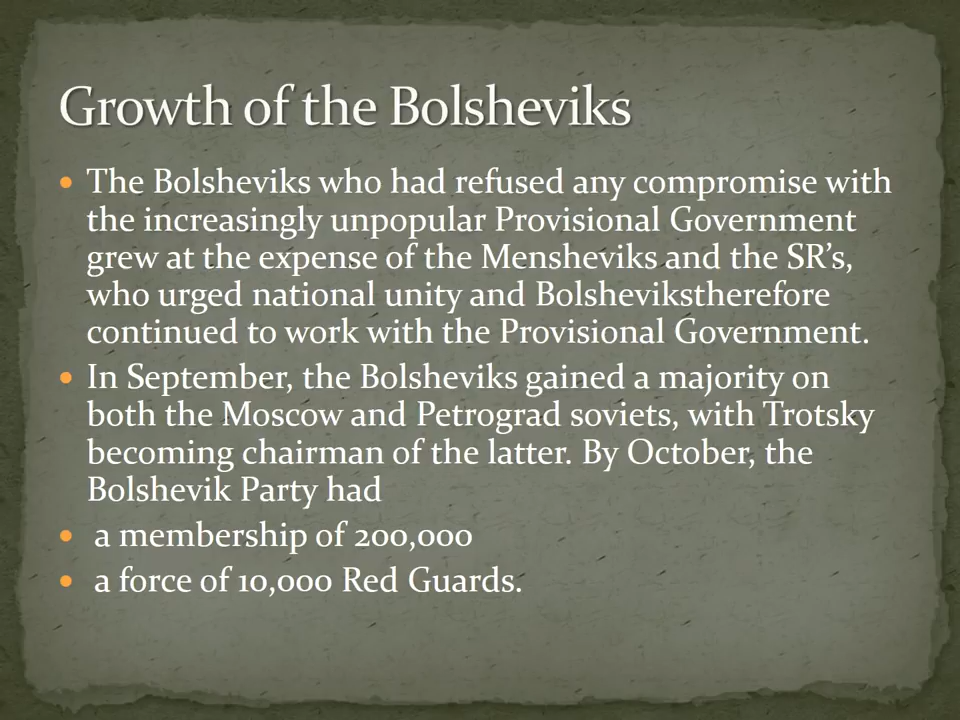 Growth of the Bolsheviks
• The Bolsheviks who had refused any compromise with
the increasingly unpopular Provisional Government
grew at the expense of the Mensheviks and the SR’s,
who urged national unity and Bolshevikstherefore
continued to work with the Provisional Government.
• In September, the Bolsheviks gained a majority on
both the Moscow and Petrograd soviets, with Trotsky
becoming chairman of the latter. By October, the
Bolshevik Party had
• a membership of 200,000
• a force of 10,000 Red Guards.